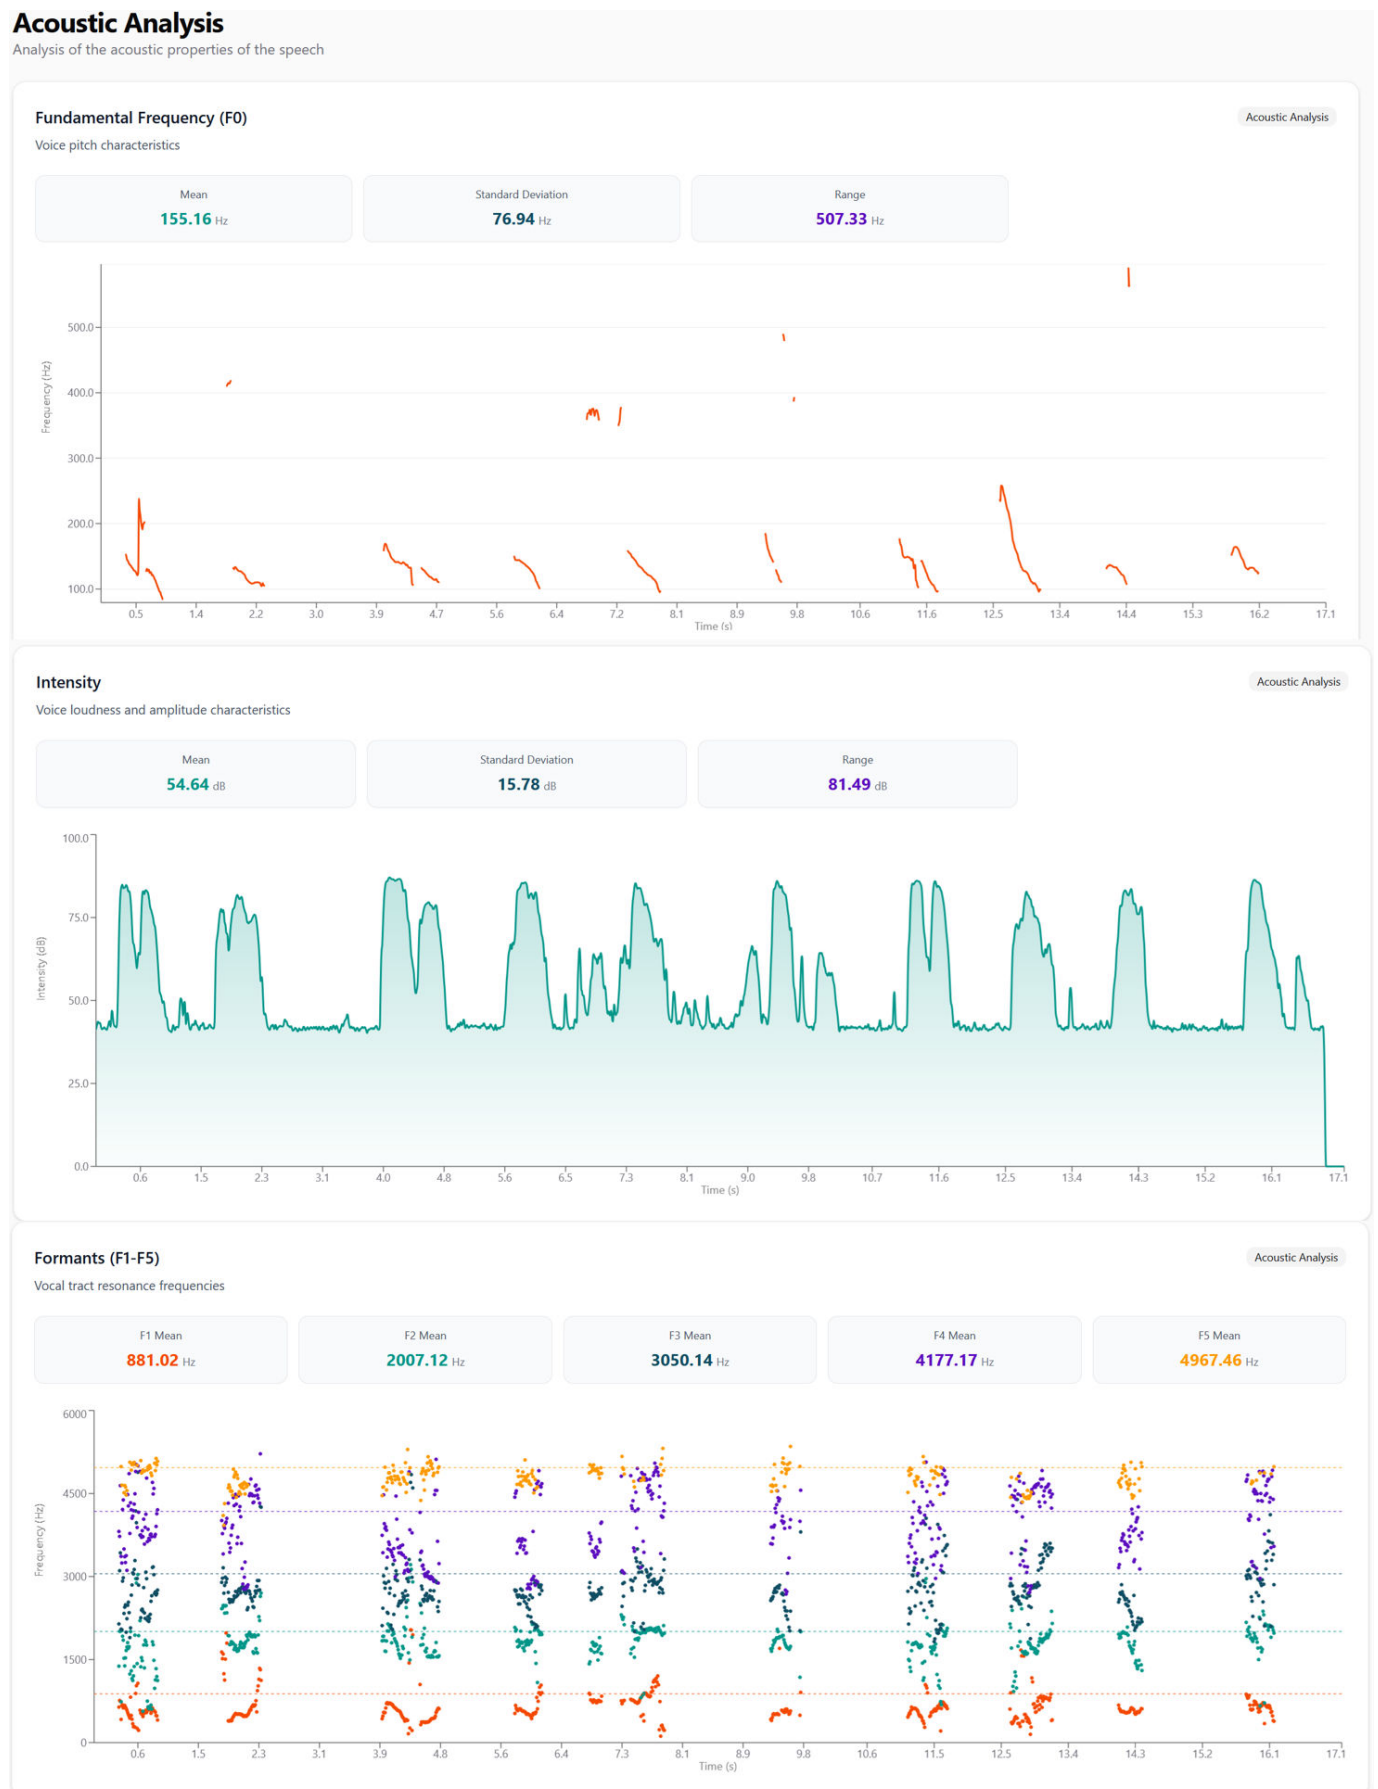 Acoustic Analysis
Analysis of the acoustic properties of the speech
Fundamental Frequency (F0)
Acoustic Analysis
Voice pitch characteristics
Mean
Standard Deviation
Range
155.16 Hz
76.94 Hz
507.33 Hz
Frequency (Hz)
500.0
400.0
300.0
200.0
100.0
0.5 1.4 2.2 3.0 3.9 4.7 5.6 6.4 7.2 8.1 8.9 9.8 10.6 11.6 12.5 13.4 14.4 15.3 16.2 17.1
Time (s)
Intensity
Acoustic Analysis
Voice loudness and amplitude characteristics
Mean
Standard Deviation
Range
54.64 dB
15.78 dB
81.49 dB
Intensity (dB)
100.0
75.0
50.0
25.0
0.0
0.6 1.5 2.3 3.1 4.0 4.8 5.6 6.5 7.3 8.1 9.0 9.8 10.7 11.6 12.5 13.4 14.3 15.2 16.1 17.1
Time (s)
Formants (F1-F5)
Acoustic Analysis
Vocal tract resonance frequencies
F1 Mean
F2 Mean
F3 Mean
F4 Mean
F5 Mean
881.02 Hz
2007.12 Hz
3050.14 Hz
4177.17 Hz
4967.46 Hz
Frequency (Hz)
6000
4500
3000
1500
0
0.6 1.5 2.3 3.1 3.9 4.8 5.6 6.4 7.3 8.1 8.9 9.8 10.6 11.5 12.5 13.4 14.3 15.2 16.1 17.1
Time (s)